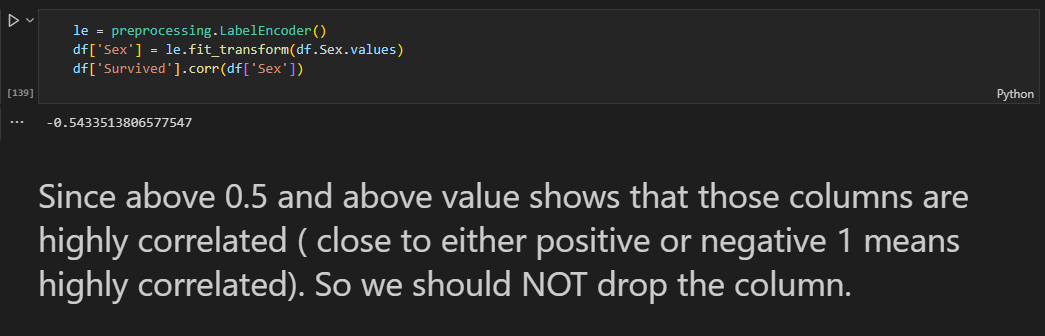 le = preprocessing.LabelEncoder()
df['Sex'] = le.fit_transform(df.Sex.values)
df['Survived'].corr(df['Sex'])
[139]
Python
... -0.5433513806577547
Since above 0.5 and above value shows that those columns are
highly correlated ( close to either positive or negative 1 means
highly correlated). So we should NOT drop the column.